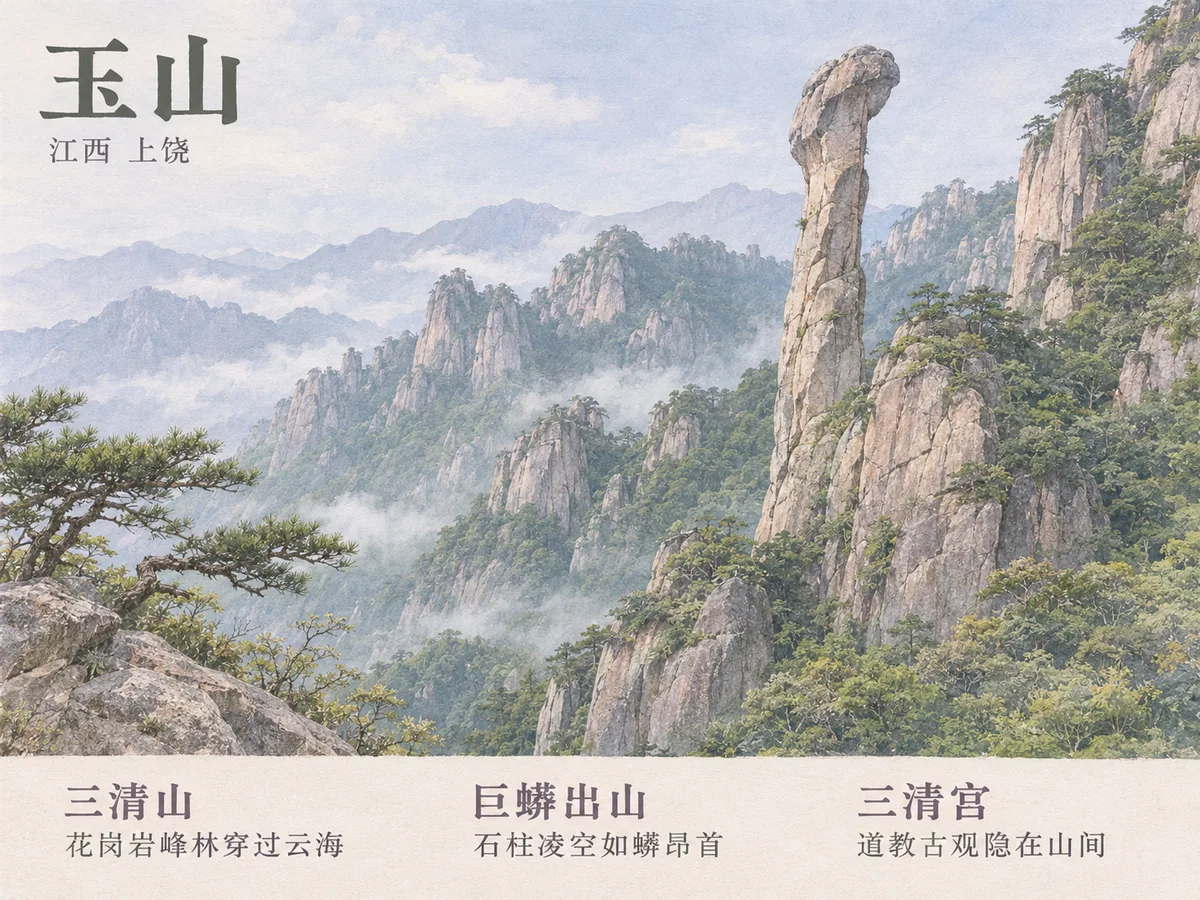 玉山
江西 上饶
三清山
花岗岩峰林穿过云海
巨蟒出山
石柱凌空如蟒昂首
三清宫
道教古观隐在山间